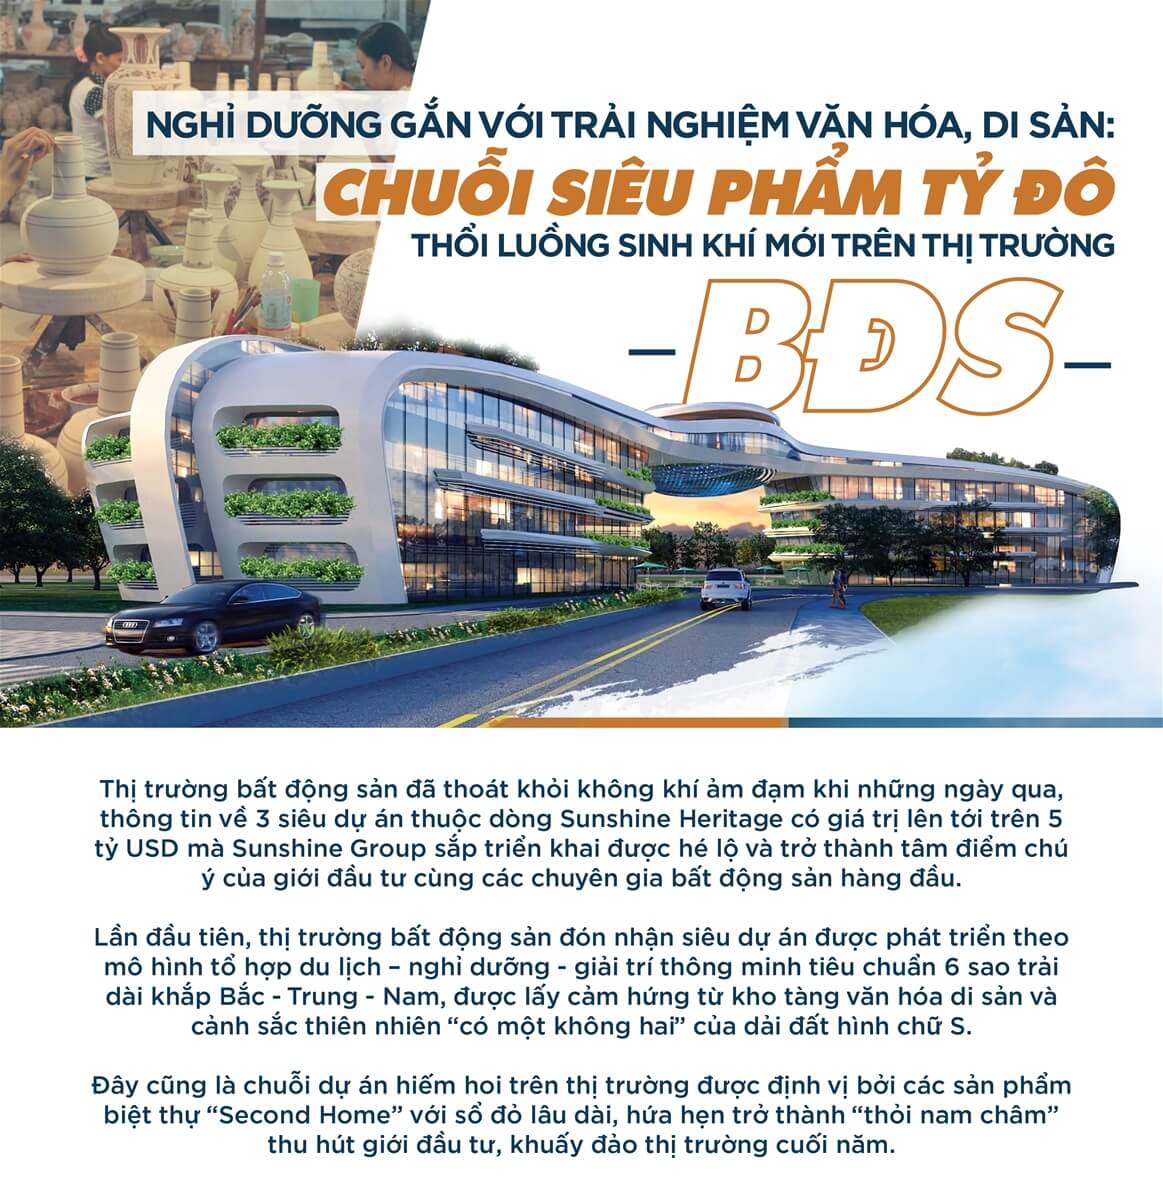 NGHỈ DƯỠNG GẮN VỚI TRẢI NGHIỆM VĂN HÓA, DI SẢN:
CHUỖI SIÊU PHẨM TỶ ĐÔ
THỔI LUỒNG SINH KHÍ MỚI TRÊN THỊ TRƯỜNG
– BĐS –
Thị trường bất động sản đã thoát khỏi không khí ảm đạm khi những ngày qua,
thông tin về 3 siêu dự án thuộc dòng Sunshine Heritage có giá trị lên tới trên 5
tỷ USD mà Sunshine Group sắp triển khai được hé lộ và trở thành tâm điểm chú
ý của giới đầu tư cùng các chuyên gia bất động sản hàng đầu.
Lần đầu tiên, thị trường bất động sản đón nhận siêu dự án được phát triển theo
mô hình tổ hợp du lịch – nghỉ dưỡng - giải trí thông minh tiêu chuẩn 6 sao trải
dài khắp Bắc - Trung - Nam, được lấy cảm hứng từ kho tàng văn hóa di sản và
cảnh sắc thiên nhiên “có một không hai” của dải đất hình chữ S.
Đây cũng là chuỗi dự án hiếm hoi trên thị trường được định vị bởi các sản phẩm
biệt thự “Second Home” với sổ đỏ lâu dài, hứa hẹn trở thành “thỏi nam châm”
thu hút giới đầu tư, khuấy đảo thị trường cuối năm.